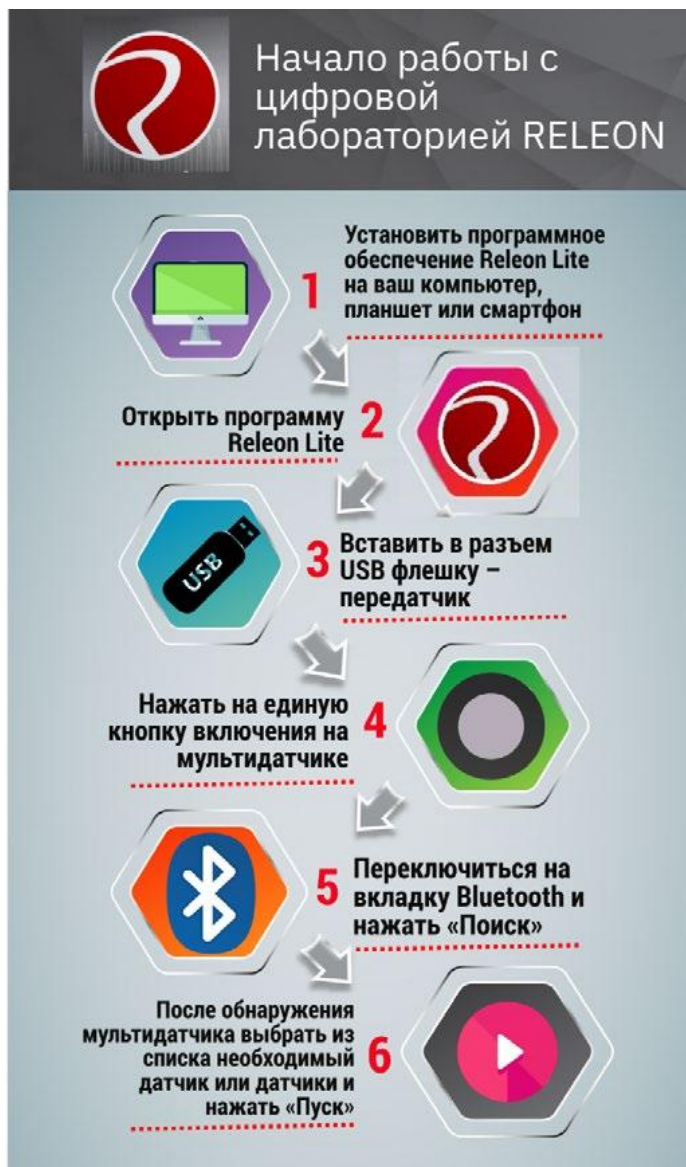 Начало работы с
цифровой
лабораторией RELEON
1
Установить программное
обеспечение Releon Lite
на ваш компьютер,
планшет или смартфон
Открыть программу
Releon Lite
2
USB
3
Вставить в разъем
USB флешку –
передатчик
Нажать на единую
кнопку включения на
мультидатчике
4
5
Переключиться на
вкладку Bluetooth и
нажать «Поиск»
После обнаружения
мультидатчика выбрать из
списка необходимый
датчик или датчики и
нажать «Пуск»
6